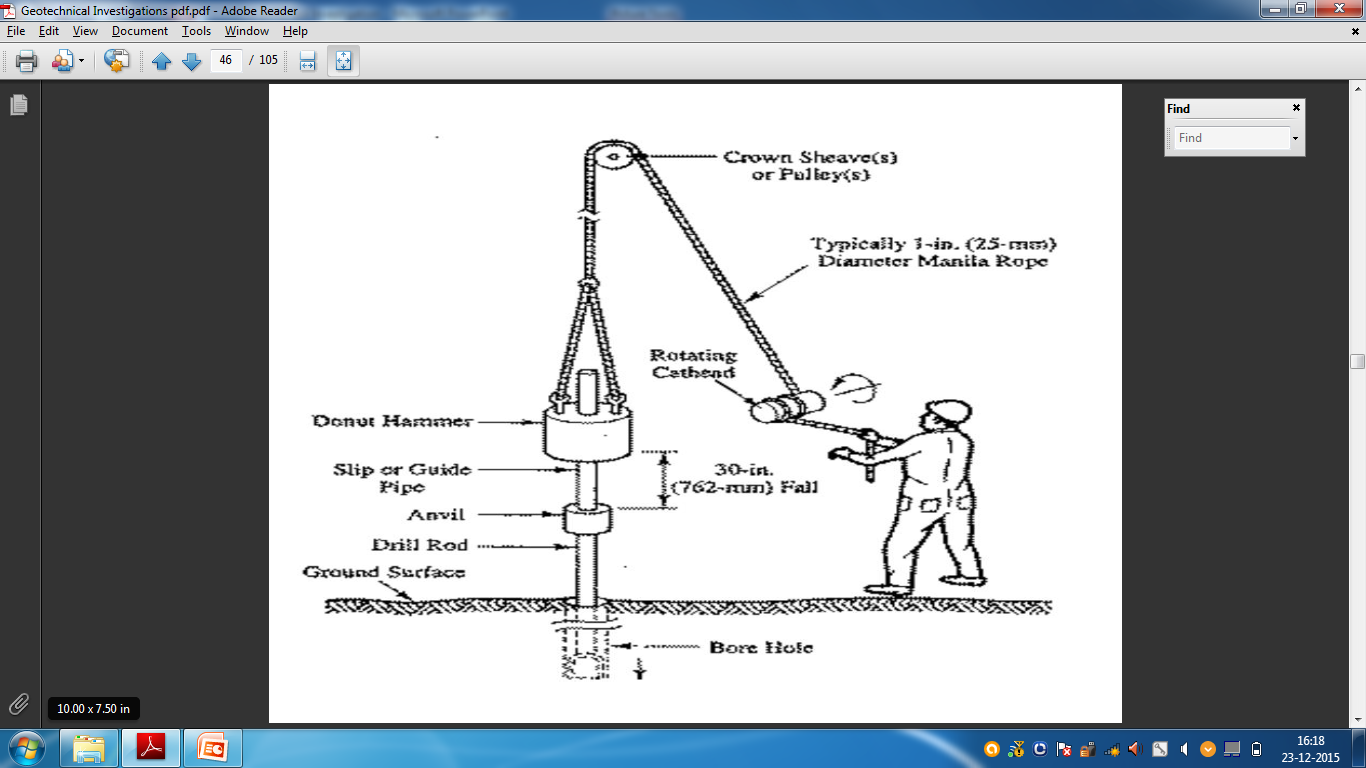 Geotechnical Investigations pdf.pdf - Adobe Reader
File Edit View Document Tools Window Help
46 / 105
Find
Find
Crown Sheave(s)
or Pulley(s)
Typically 1-in. (25-mm)
Diameter Manila Rope
Rotating
Cathead
Donut Hammer
Slip or Guide
Pipe
30-in.
(762-mm) Fall
Anvil
Drill Rod
Ground Surface
Bore Hole
10.00 x 7.50 in
16:18
23-12-2015